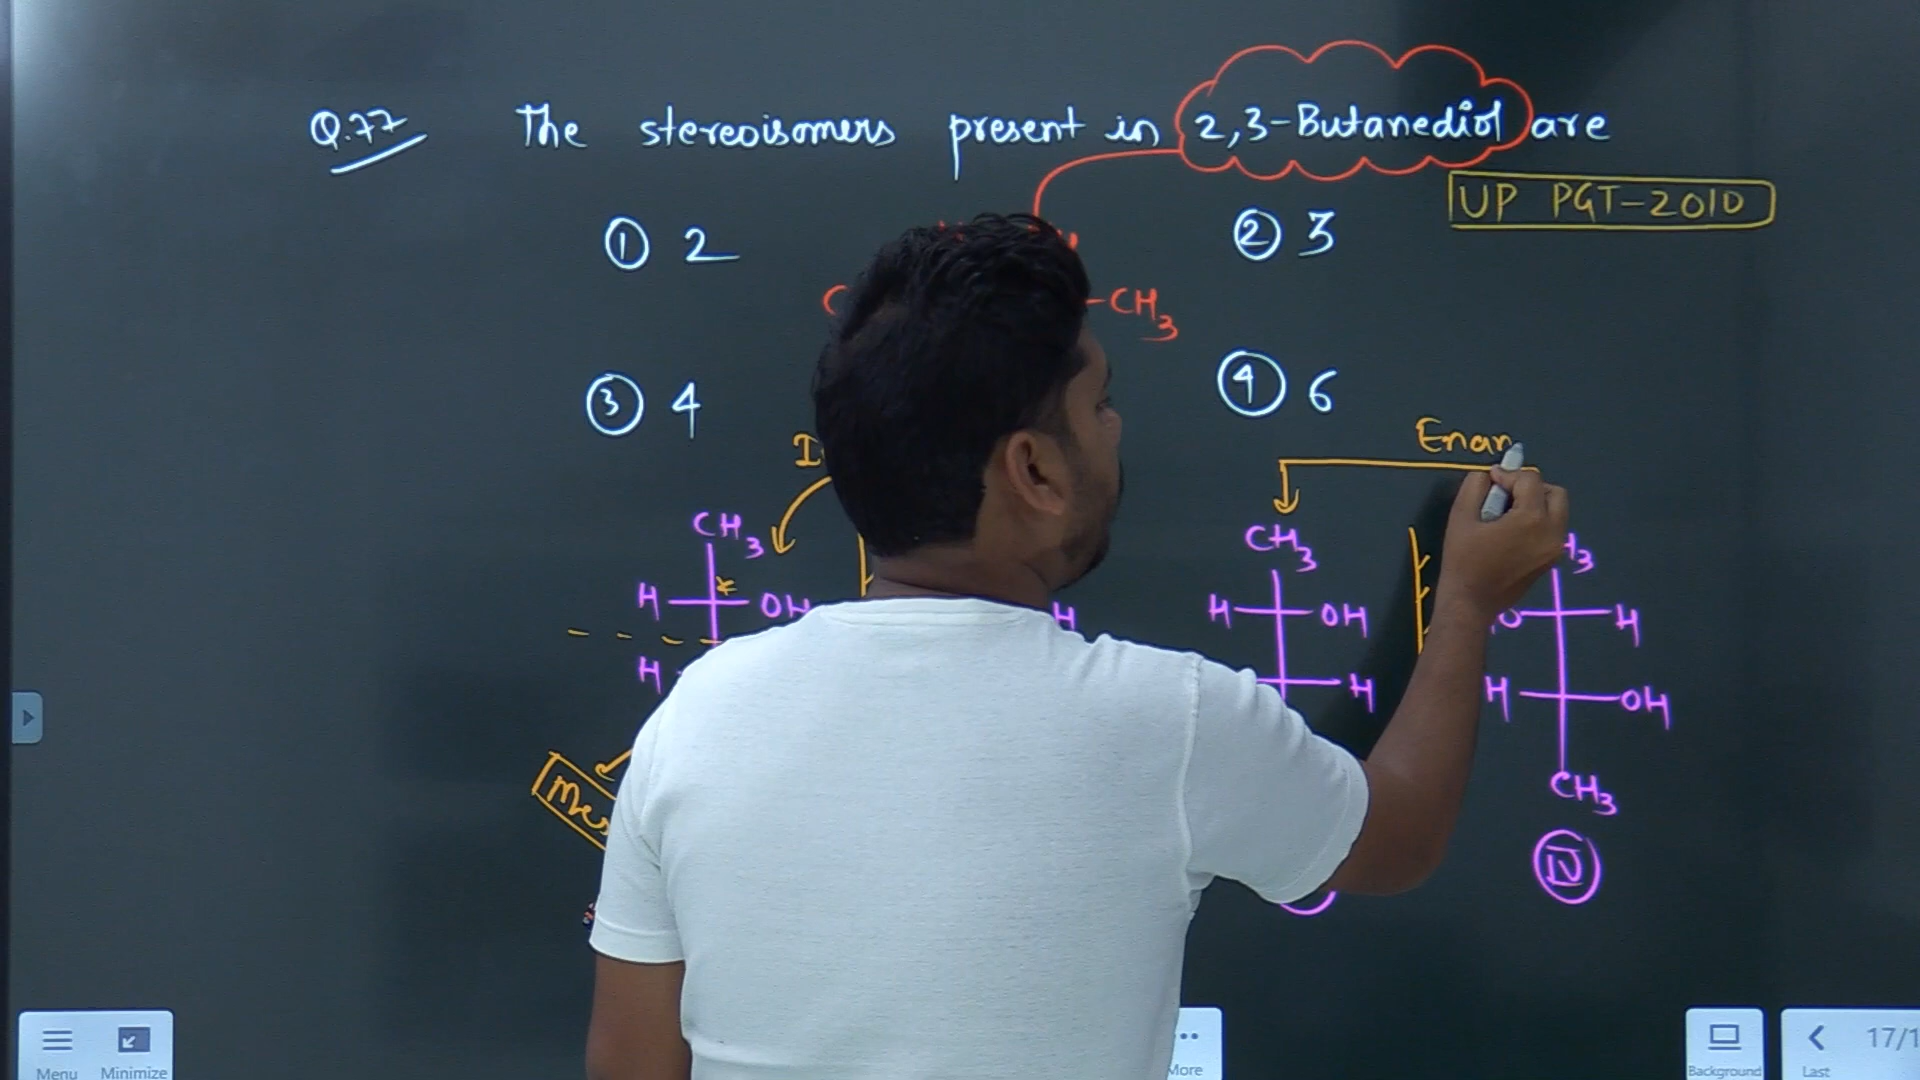 Q.77 The stereoisomers present in 2,3-Butanediol are
UP PGT-2010
① 2
② 3
-CH3
③ 4
④ 6
Enan
CH3
CH3
H3
H OH
H
H OH
H
H
H
H OH
CH3
IV
Menu
Minimize
More
Background
Last